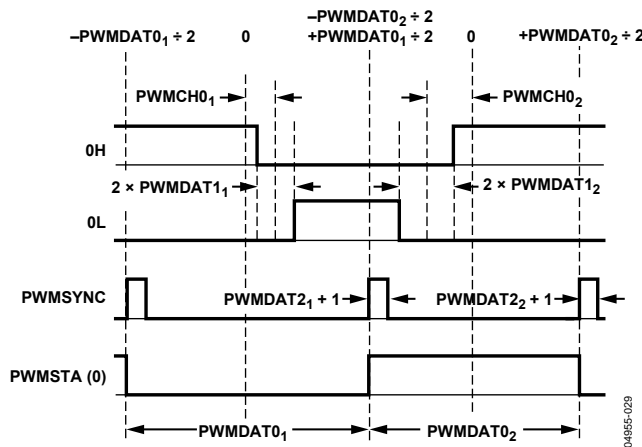 –PWMDAT0₂ ÷ 2
–PWMDAT0₁ ÷ 2 0 +PWMDAT0₁ ÷ 2 0 +PWMDAT0₂ ÷ 2
PWMCH0₁ PWMCH0₂
0H
2 × PWMDAT1₁ 2 × PWMDAT1₂
0L
PWMSYNC PWMDAT2₁ + 1 PWMDAT2₂ + 1
PWMSTA (0)
PWMDAT0₁ PWMDAT0₂
04955-029